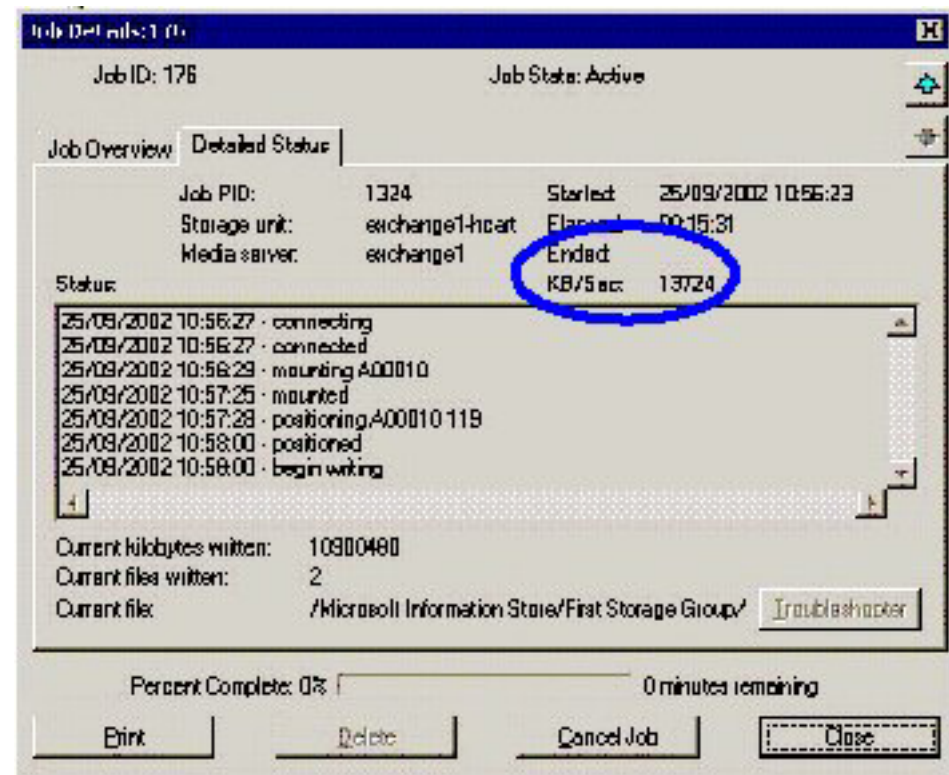 Job Details:176
Job ID: 176 Job State: Active
Job Overview Detailed Status
Job PID: 1324 Started: 25/09/2002 10:56:23
Storage unit: exchange1-hcart Elapsed: 00:15:31
Media server: exchange1 Ended:
Status: KB/Sec: 13724
25/09/2002 10:56:27 - connecting
25/09/2002 10:56:27 - connected
25/09/2002 10:56:29 - mounting A00010
25/09/2002 10:57:25 - mounted
25/09/2002 10:57:28 - positioning A00010 119
25/09/2002 10:58:00 - positioned
25/09/2002 10:58:00 - begin writing
Current kilobytes written: 10900480
Current files written: 2
Current file: /Microsoft Information Store/First Storage Group/ Troubleshooter
Percent Complete: 0% 0 minutes remaining
Print Delete Cancel Job Close